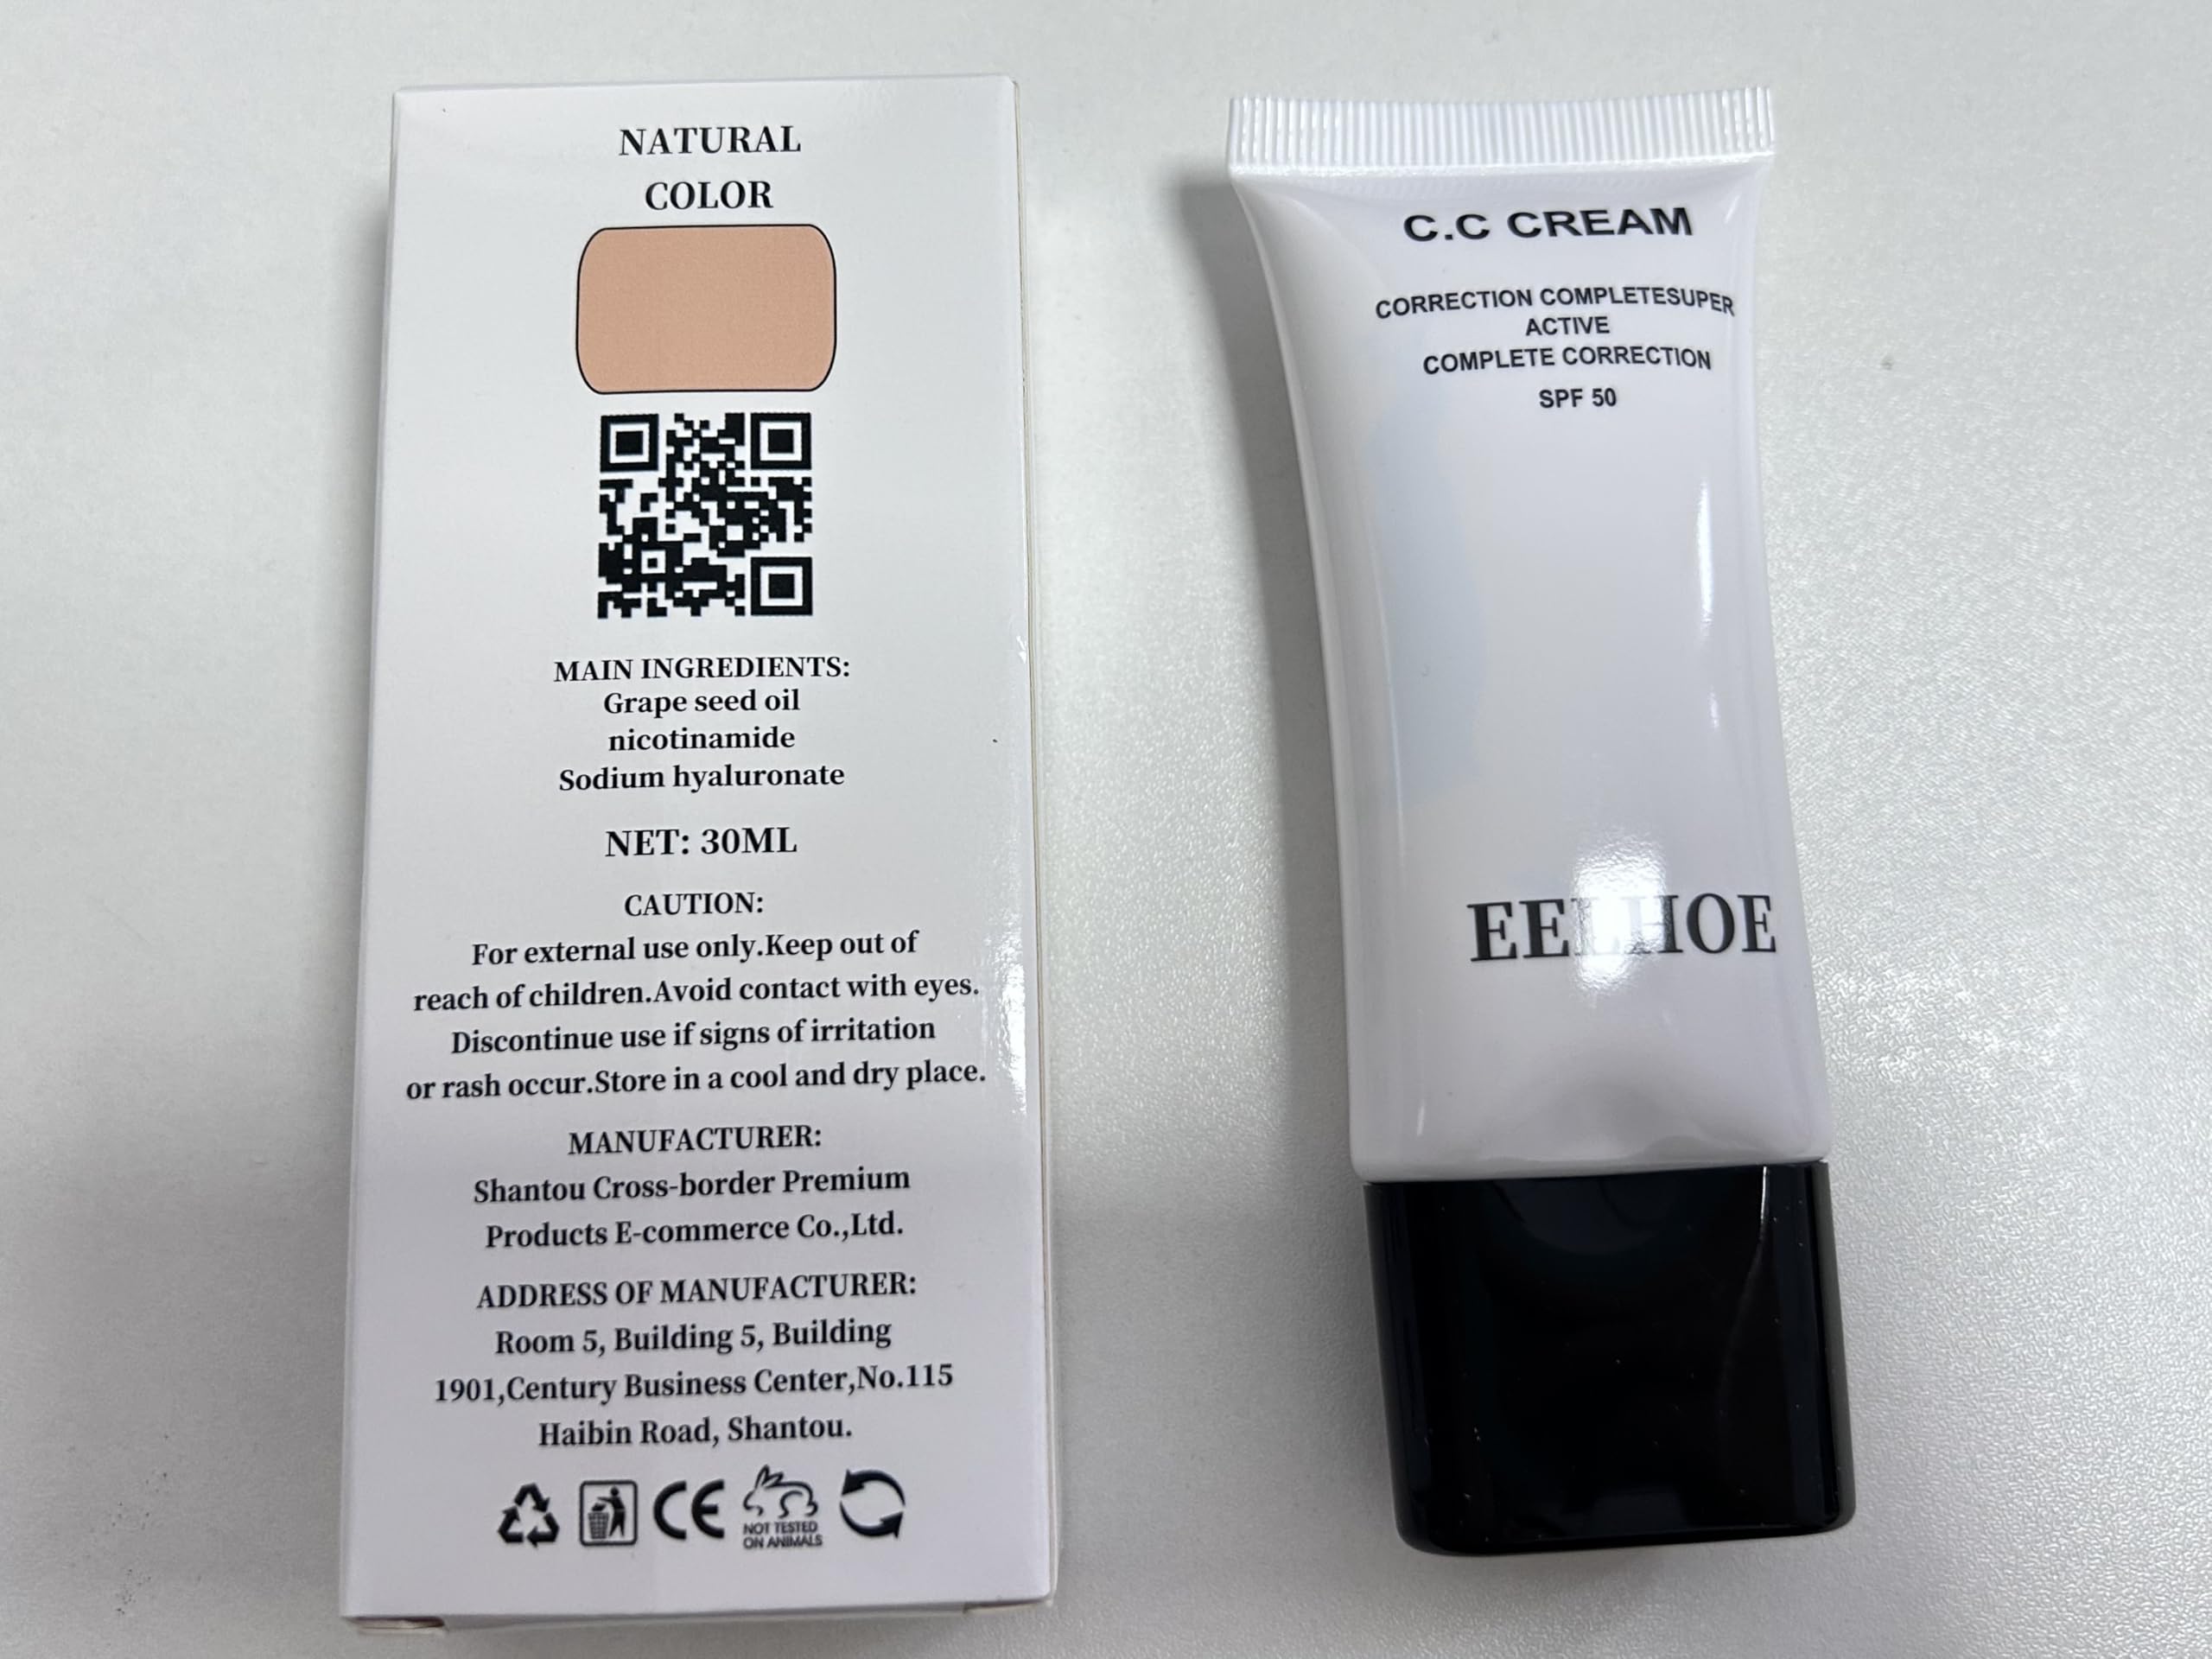 NATURAL
COLOR
MAIN INGREDIENTS:
Grape seed oil
nicotinamide
Sodium hyaluronate
NET: 30ML
CAUTION:
For external use only.Keep out of
reach of children.Avoid contact with eyes.
Discontinue use if signs of irritation
or rash occur.Store in a cool and dry place.
MANUFACTURER:
Shantou Cross-border Premium
Products E-commerce Co.,Ltd.
ADDRESS OF MANUFACTURER:
Room 5, Building 5, Building
1901,Century Business Center,No.115
Haibin Road, Shantou.
CE
NOT TESTED
ON ANIMALS
C.C CREAM
CORRECTION COMPLETESUPER
ACTIVE
COMPLETE CORRECTION
SPF 50
EELHOE